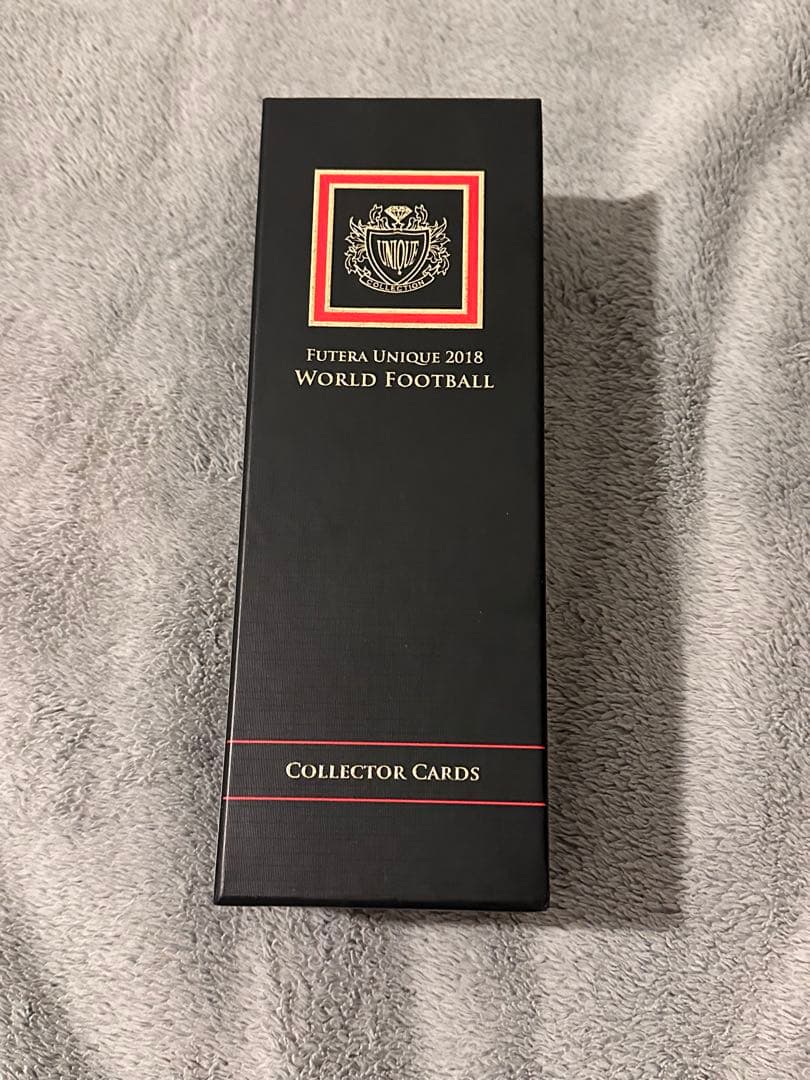 UNIQUE
COLLECTION
FUTERA UNIQUE 2018
WORLD FOOTBALL
COLLECTOR CARDS